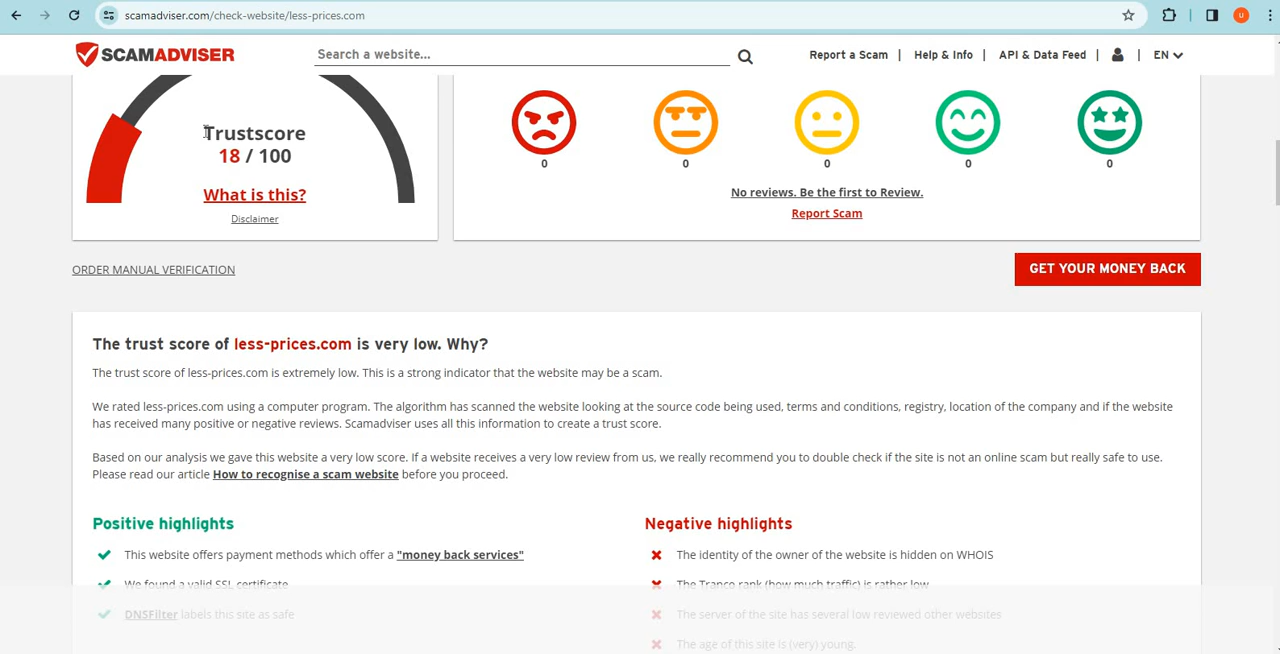 scamadviser.com/check-website/less-prices.com
U
SCAMADVISER
Search a website...
Report a Scam | Help & Info | API & Data Feed | EN
Trustscore
18 / 100
What is this?
Disclaimer
0 0 0 0 0
No reviews. Be the first to Review.
Report Scam
ORDER MANUAL VERIFICATION
GET YOUR MONEY BACK
The trust score of less-prices.com is very low. Why?
The trust score of less-prices.com is extremely low. This is a strong indicator that the website may be a scam.
We rated less-prices.com using a computer program. The algorithm has scanned the website looking at the source code being used, terms and conditions, registry, location of the company and if the website
has received many positive or negative reviews. Scamadviser uses all this information to create a trust score.
Based on our analysis we gave this website a very low score. If a website receives a very low review from us, we really recommend you to double check if the site is not an online scam but really safe to use.
Please read our article How to recognise a scam website before you proceed.
Positive highlights
This website offers payment methods which offer a "money back services"
We found a valid SSL certificate
DNSFilter labels this site as safe
Negative highlights
The identity of the owner of the website is hidden on WHOIS
The Tranco rank (how much traffic) is rather low
The server of the site has several low reviewed other websites
The age of this site is (very) young.